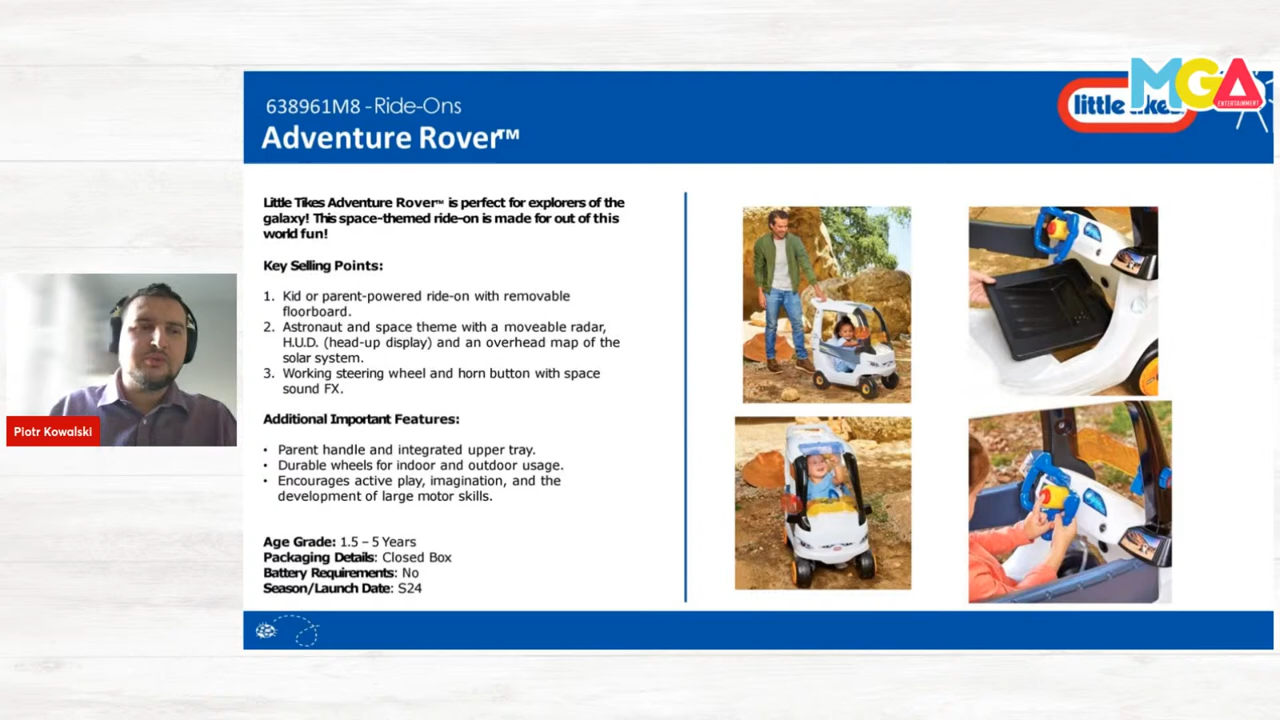 638961M8 - Ride-Ons
Adventure Rover™
little
MGA
ENTERTAINMENT
Little Tikes Adventure Rover™ is perfect for explorers of the
galaxy! This space-themed ride-on is made for out of this
world fun!
Key Selling Points:
1. Kid or parent-powered ride-on with removable
floorboard.
2. Astronaut and space theme with a moveable radar,
H.U.D. (head-up display) and an overhead map of the
solar system.
3. Working steering wheel and horn button with space
sound FX.
Additional Important Features:
• Parent handle and integrated upper tray.
• Durable wheels for indoor and outdoor usage.
• Encourages active play, imagination, and the
development of large motor skills.
Age Grade: 1.5 – 5 Years
Packaging Details: Closed Box
Battery Requirements: No
Season/Launch Date: S24
Piotr Kowalski